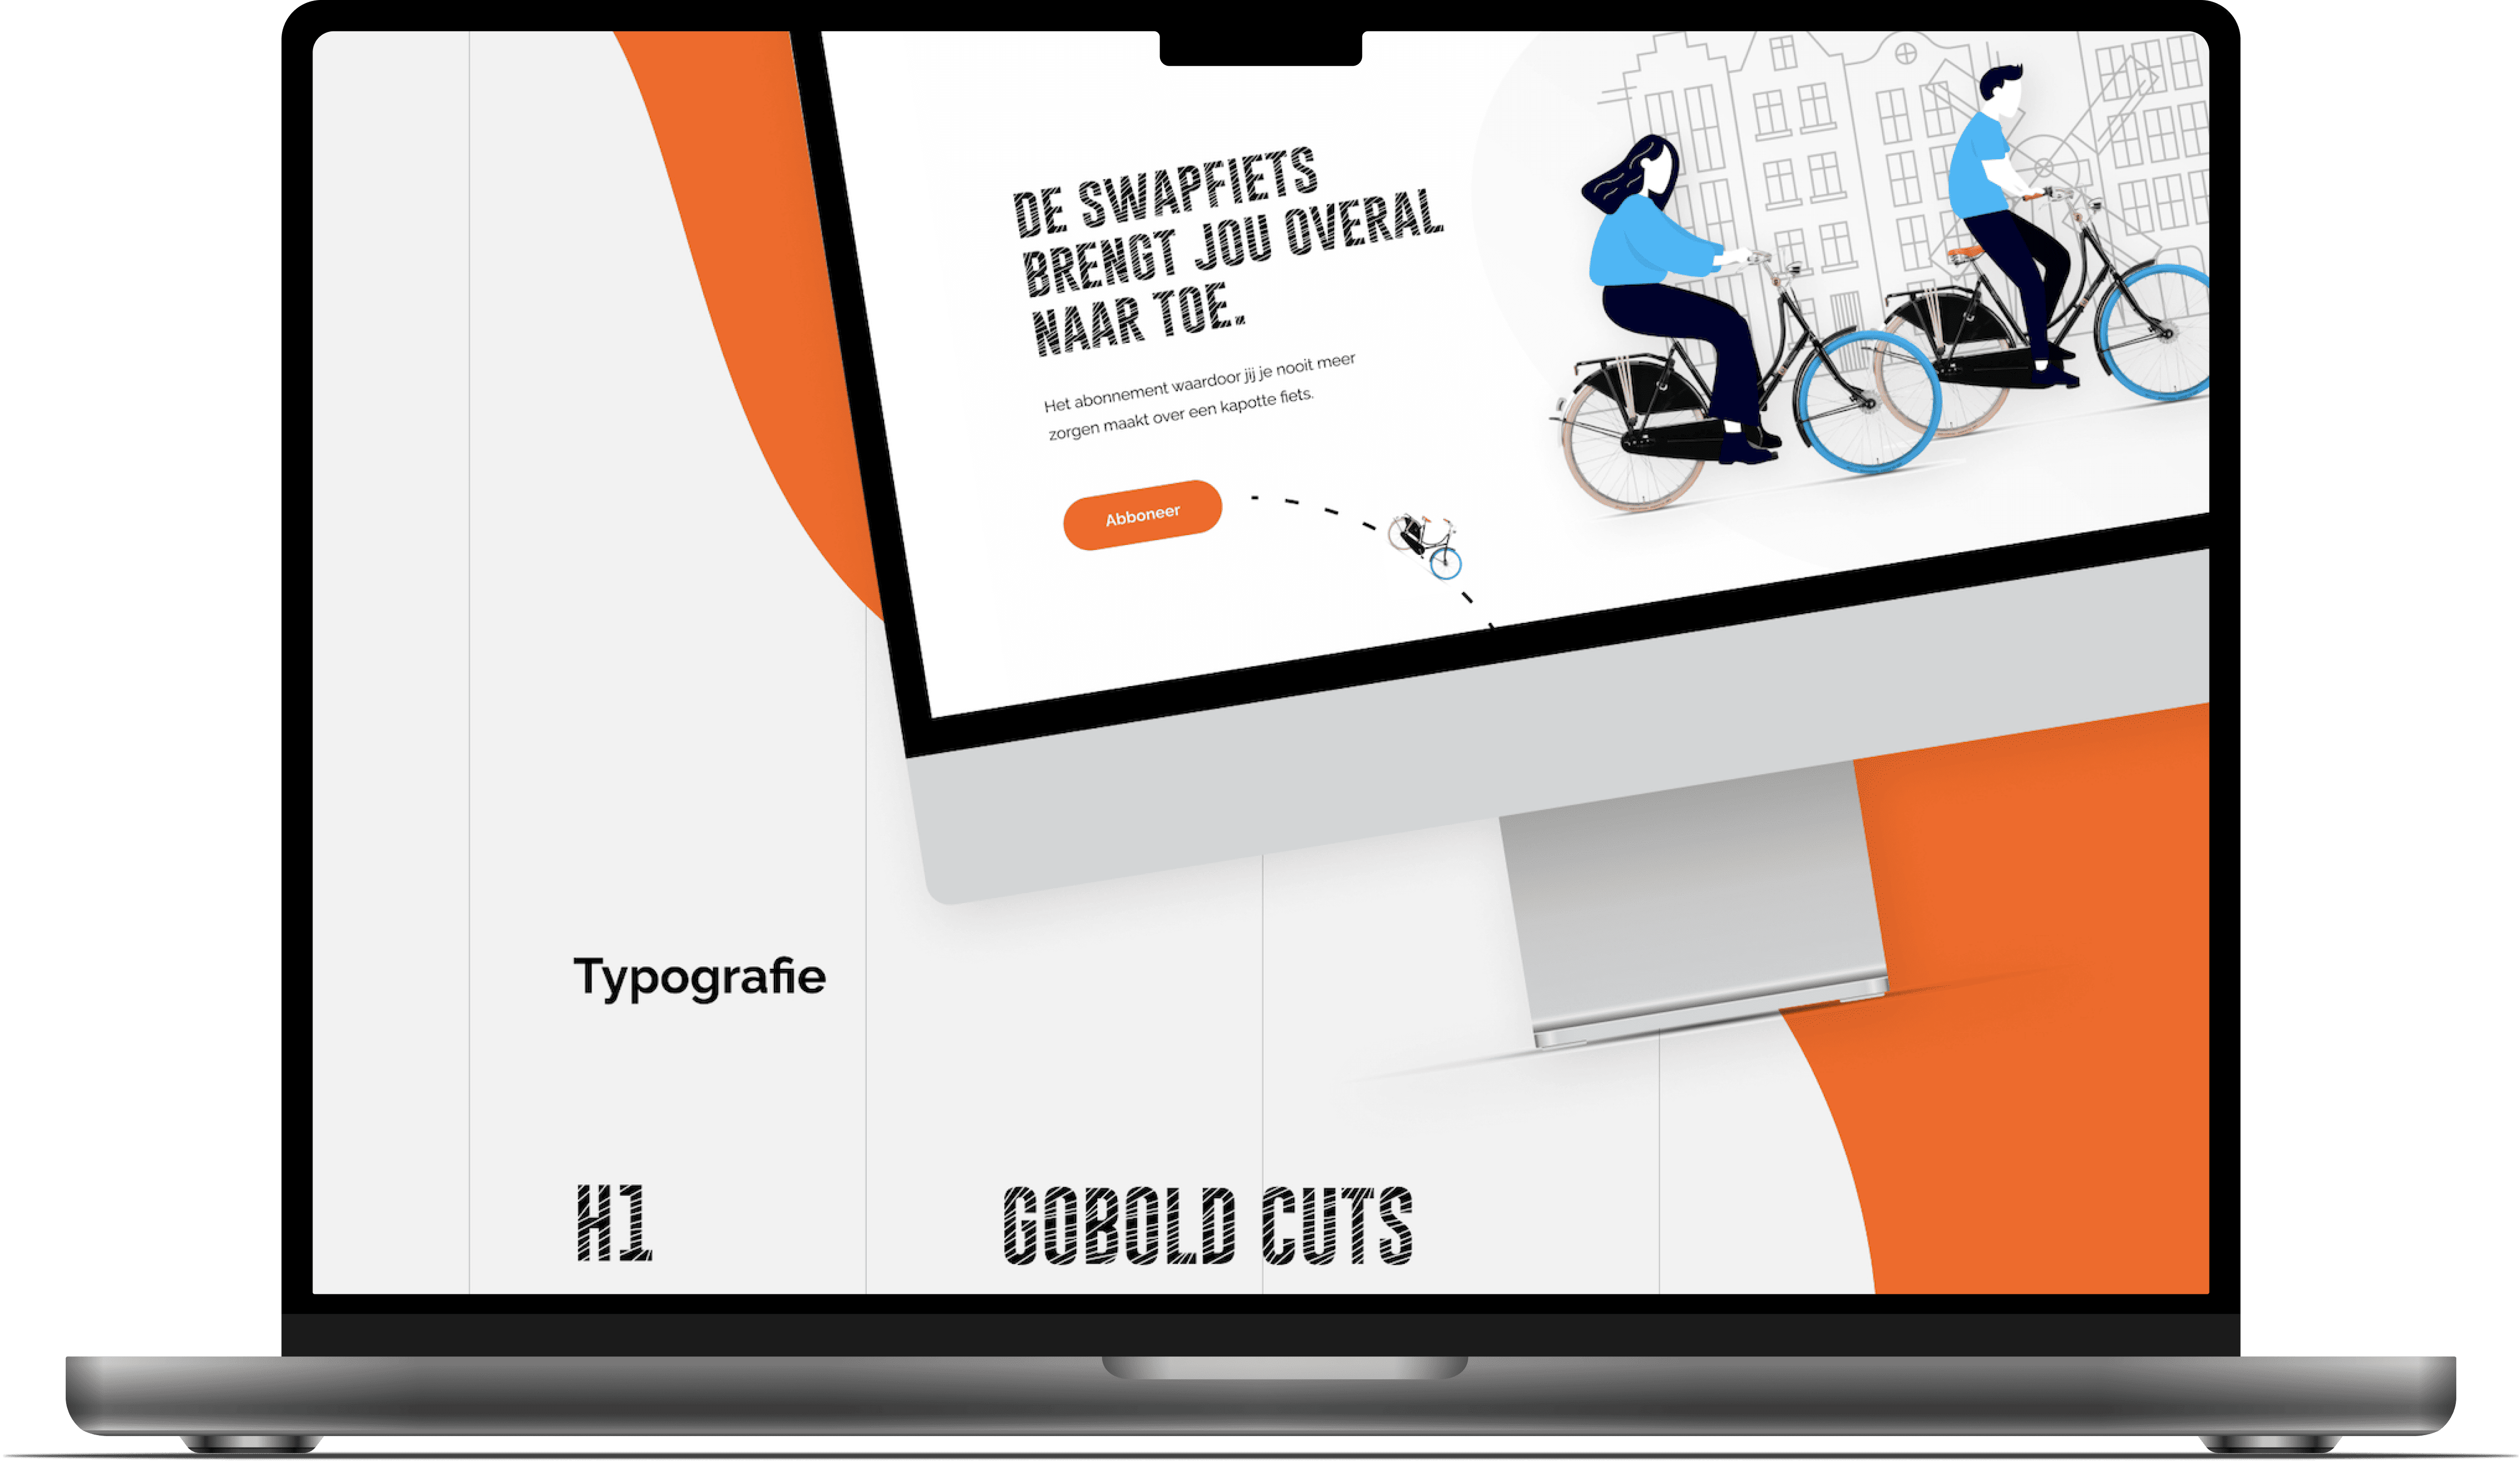 DE SWAPFIETS
BRENGT JOU OVERAL
NAAR TOE.
Het abonnement waardoor jij je nooit meer
zorgen maakt over een kapotte fiets.
Abboneer
Typografie
H1
GOBOLD CUTS